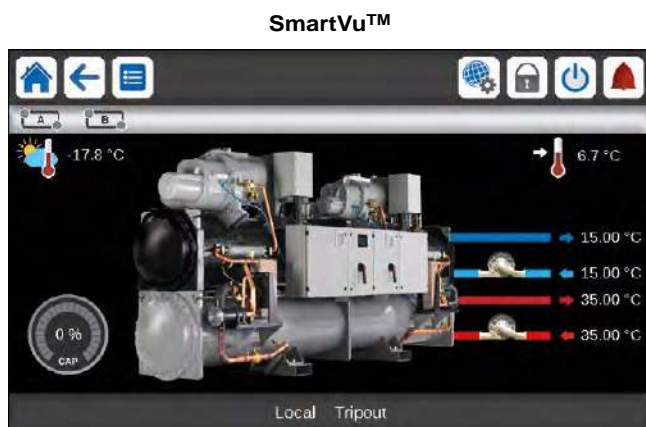 SmartVu™
A B
-17.8 °C
6.7 °C
15.00 °C
15.00 °C
35.00 °C
35.00 °C
0 %
CAP
Local Tripout